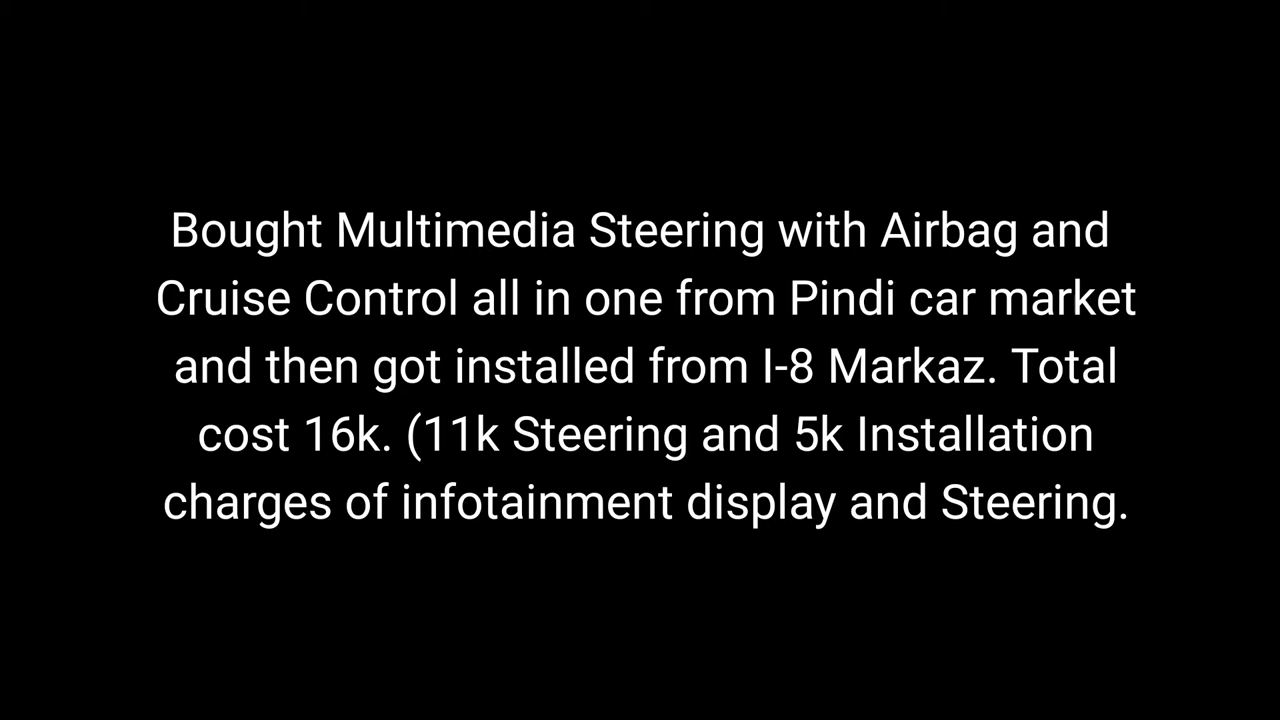 Bought Multimedia Steering with Airbag and
Cruise Control all in one from Pindi car market
and then got installed from I-8 Markaz. Total
cost 16k. (11k Steering and 5k Installation
charges of infotainment display and Steering.